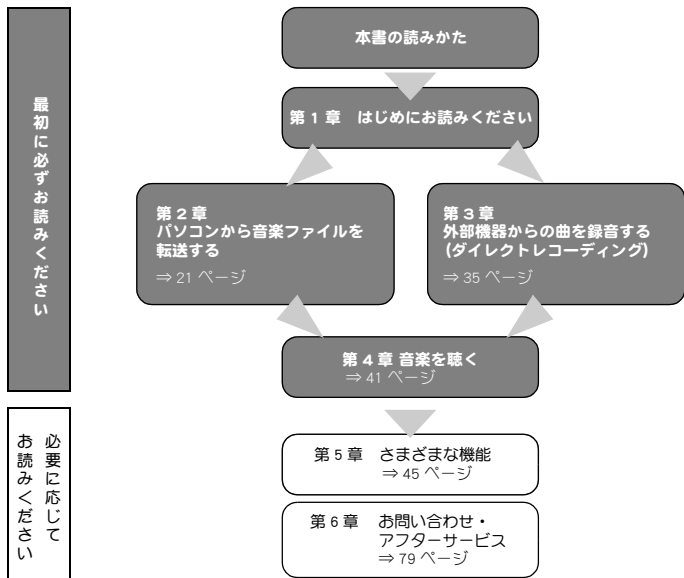 最初に必ずお読みください
本書の読みかた
第1章　はじめにお読みください
第2章
パソコンから音楽ファイルを
転送する
⇒ 21 ページ
第3章
外部機器からの曲を録音する
(ダイレクトレコーディング)
⇒ 35 ページ
第4章 音楽を聴く
⇒ 41 ページ
必要に応じて
お読みください
第5章　さまざまな機能
⇒ 45 ページ
第6章　お問い合わせ・
アフターサービス
⇒ 79 ページ